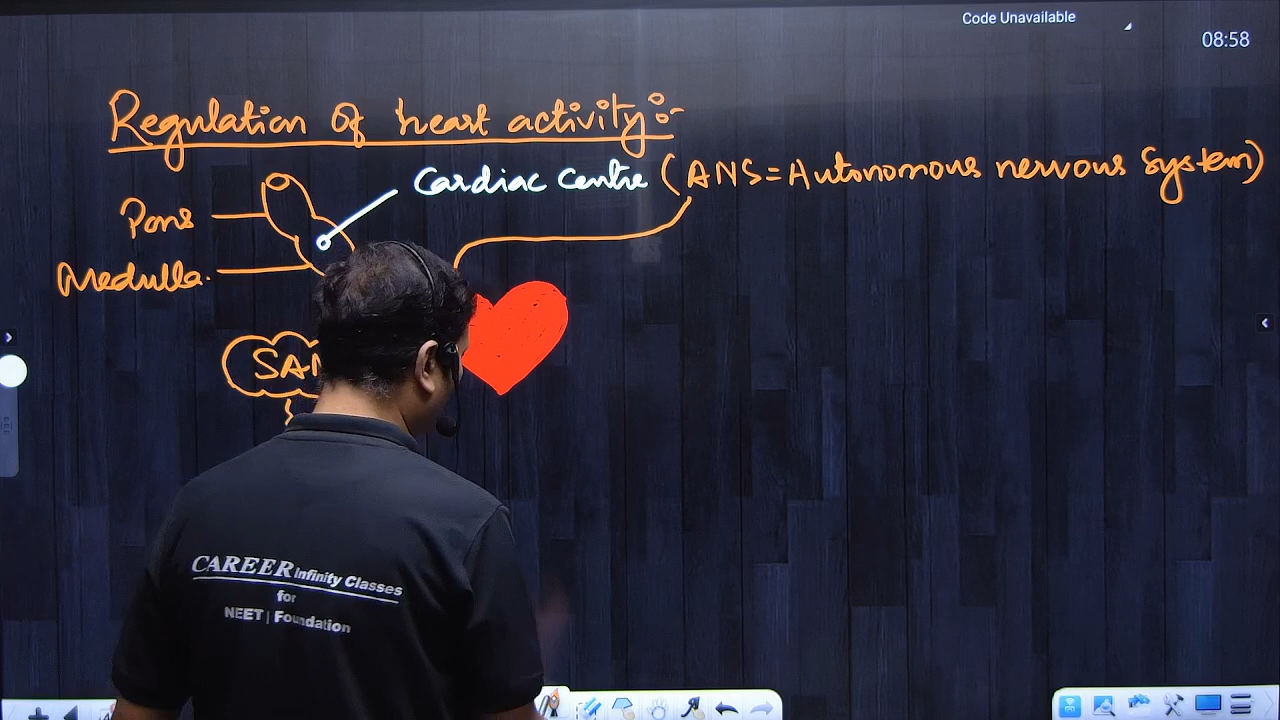 Code Unavailable
08:58
Regulation of heart activity :-
Cardiac Centre (ANS = Autonomous nervous System)
Pons
Medulla.
SAN
CAREER Infinity Classes
for
NEET | Foundation